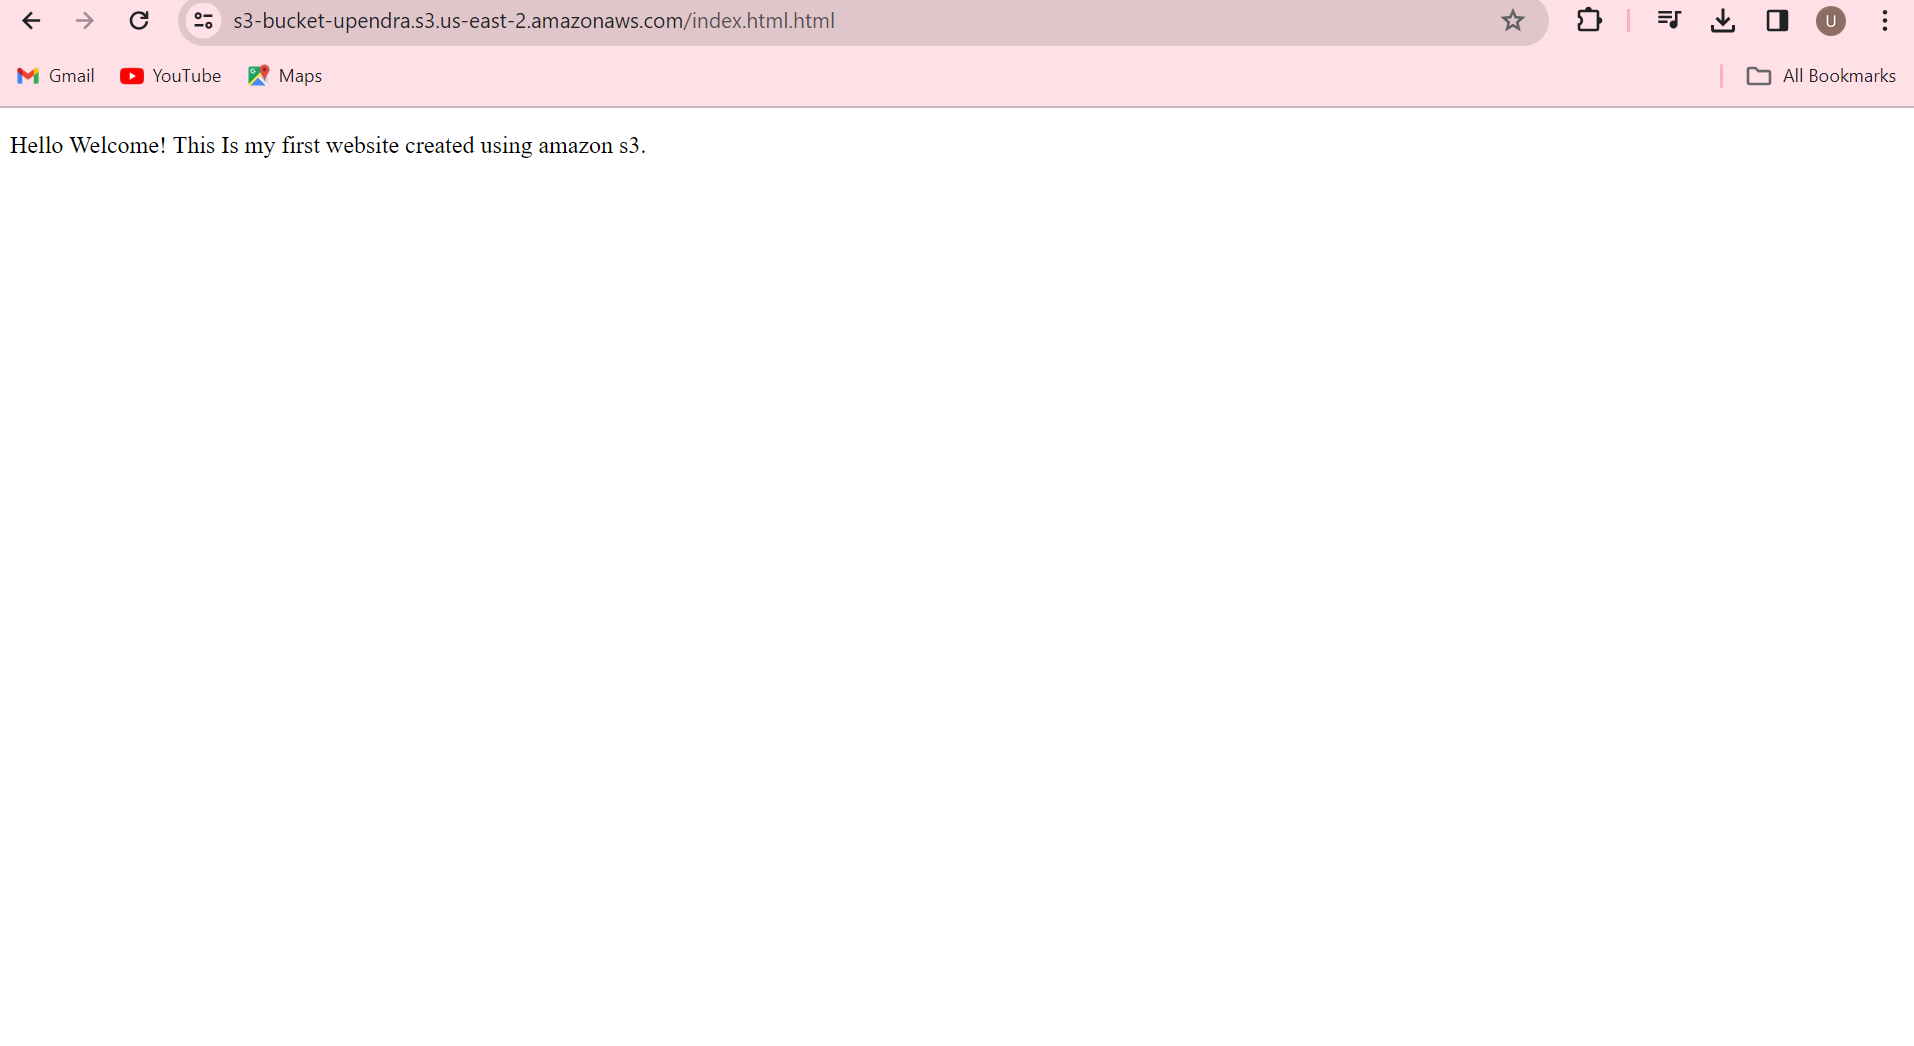 s3-bucket-upendra.s3.us-east-2.amazonaws.com/index.html.html
U
Gmail YouTube Maps All Bookmarks
Hello Welcome! This Is my first website created using amazon s3.